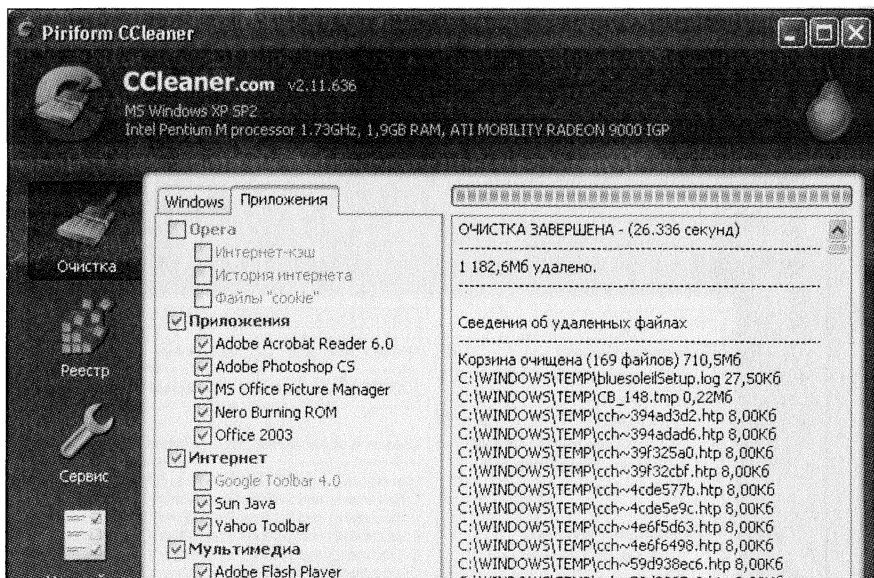 Piriform CCleaner
CCleaner.com v2.11.636
MS Windows XP SP2
Intel Pentium M processor 1.73GHz, 1,9GB RAM, ATI MOBILITY RADEON 9000 IGP
Очистка
Реестр
Сервис
Windows
Приложения
Opera
Интернет-кэш
История интернета
Файлы "cookie"
Приложения
Adobe Acrobat Reader 6.0
Adobe Photoshop CS
MS Office Picture Manager
Nero Burning ROM
Office 2003
Интернет
Google Toolbar 4.0
Sun Java
Yahoo Toolbar
Мультимедиа
Adobe Flash Player
ОЧИСТКА ЗАВЕРШЕНА - (26.336 секунд)
1 182,6Мб удалено.
Сведения об удаленных файлах
Корзина очищена (169 файлов) 710,5Мб
C:\WINDOWS\TEMP\bluesoleilSetup.log 27,50Кб
C:\WINDOWS\TEMP\CB_148.tmp 0,22Мб
C:\WINDOWS\TEMP\cch~394ad3d2.htp 8,00Кб
C:\WINDOWS\TEMP\cch~394adad6.htp 8,00Кб
C:\WINDOWS\TEMP\cch~39f325a0.htp 8,00Кб
C:\WINDOWS\TEMP\cch~39f32cbf.htp 8,00Кб
C:\WINDOWS\TEMP\cch~4cde577b.htp 8,00Кб
C:\WINDOWS\TEMP\cch~4cde5e9c.htp 8,00Кб
C:\WINDOWS\TEMP\cch~4e6f5d63.htp 8,00Кб
C:\WINDOWS\TEMP\cch~4e6f6498.htp 8,00Кб
C:\WINDOWS\TEMP\cch~59d938ec6.htp 8,00Кб